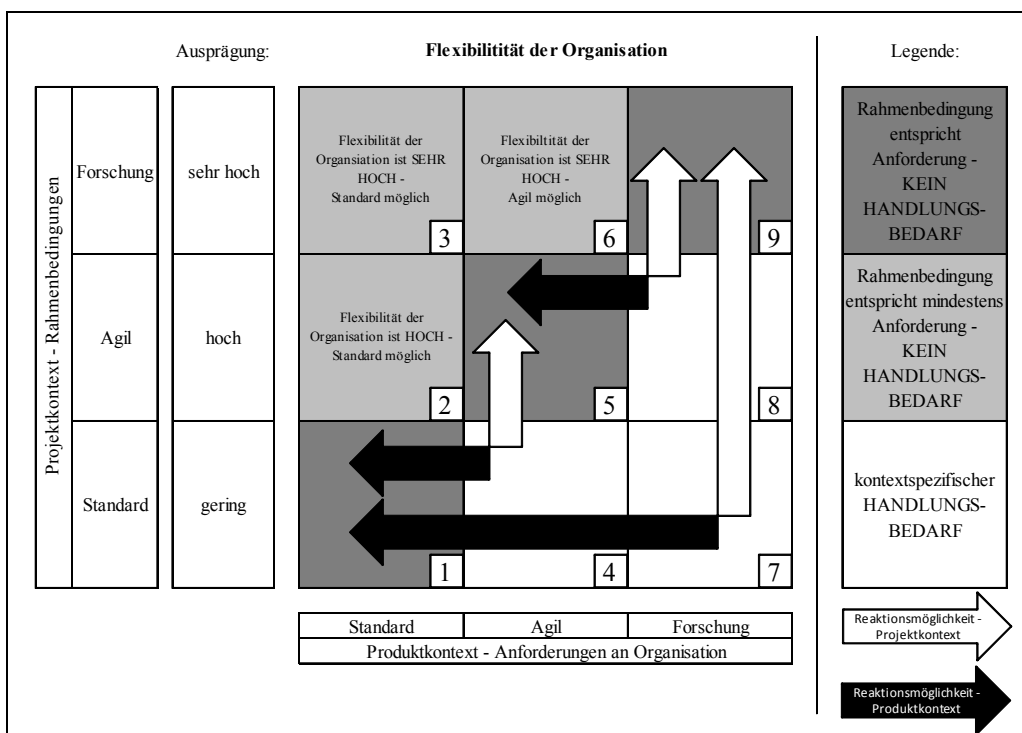 Ausprägung:
Flexibilitität der Organisation
Legende:
Projektkontext - Rahmenbedingungen
Forschung
sehr hoch
Flexibilität der
Organsiation ist SEHR
HOCH -
Standard möglich
3
Flexibiltität der
Organisation ist SEHR
HOCH -
Agil möglich
6
9
Agil
hoch
Flexibilität der
Organisation ist HOCH -
Standard möglich
2
5
8
Standard
gering
1
4
7
Standard
Agil
Forschung
Produktkontext - Anforderungen an Organisation
Rahmenbedingung
entspricht
Anforderung -
KEIN
HANDLUNGS-
BEDARF
Rahmenbedingung
entspricht mindestens
Anforderung -
KEIN
HANDLUNGS-
BEDARF
kontextspezifischer
HANDLUNGS-
BEDARF
Reaktionsmöglichkeit -
Projektkontext
Reaktionsmöglichkeit -
Produktkontext